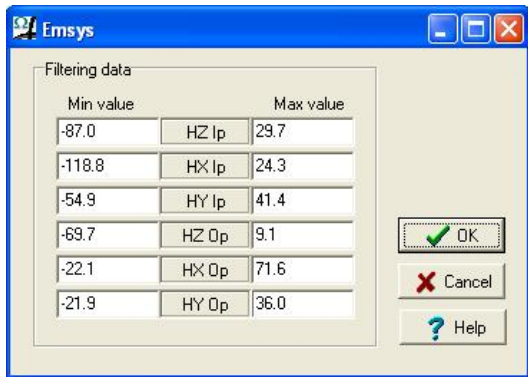 Emsys
Filtering data
Min value Max value
-87.0 HZ Ip 29.7
-118.8 HX Ip 24.3
-54.9 HY Ip 41.4
-69.7 HZ Op 9.1
-22.1 HX Op 71.6
-21.9 HY Op 36.0
OK
Cancel
Help